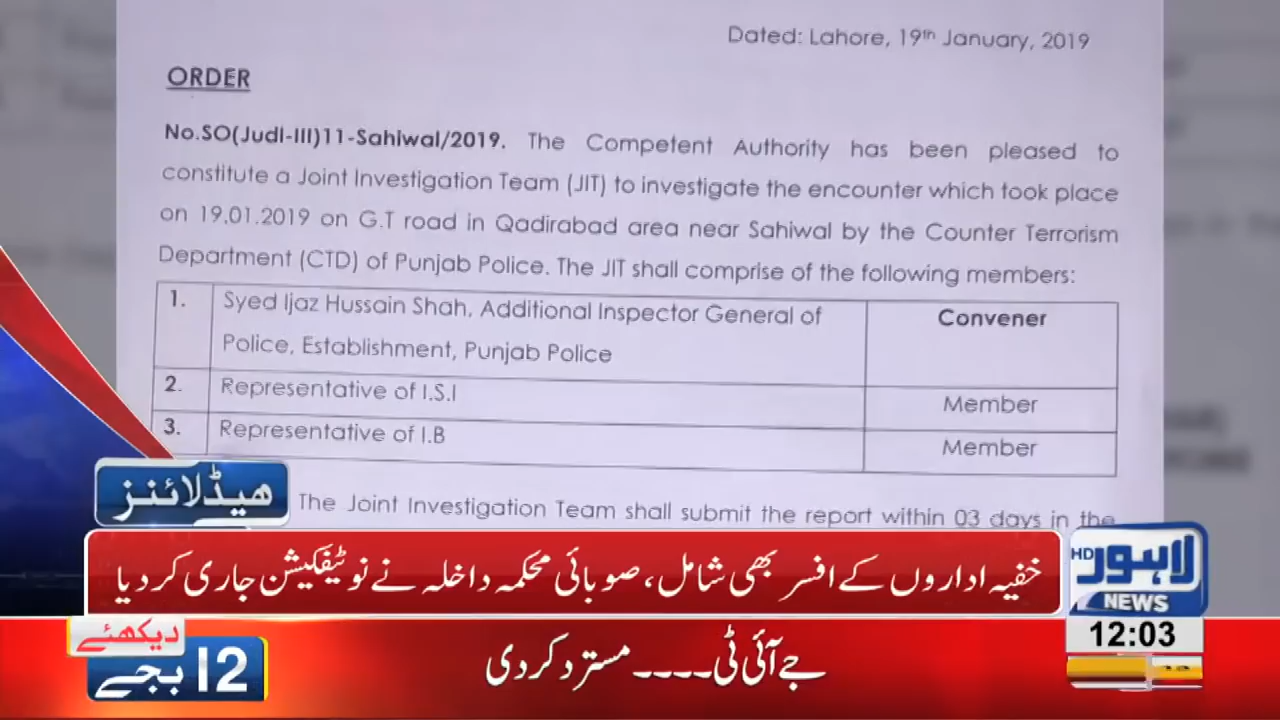 Dated: Lahore, 19th January, 2019
ORDER
No.SO(Judl-III)11-Sahiwal/2019. The Competent Authority has been pleased to
constitute a Joint Investigation Team (JIT) to investigate the encounter which took place
on 19.01.2019 on G.T road in Qadirabad area near Sahiwal by the Counter Terrorism
Department (CTD) of Punjab Police. The JIT shall comprise of the following members:
1. Syed Ijaz Hussain Shah, Additional Inspector General of Convener
Police, Establishment, Punjab Police
2. Representative of I.S.I Member
3. Representative of I.B Member
The Joint Investigation Team shall submit the report within 03 days in the
ہیڈلائنز
خفیہ اداروں کے افسر بھی شامل، صوبائی محکمہ داخلہ نے نوٹیفکیشن جاری کر دیا
لاہور HD
NEWS
12:03
دیکھئے
12 بجے
جے آئی ٹی۔۔۔۔ مسترد کر دی